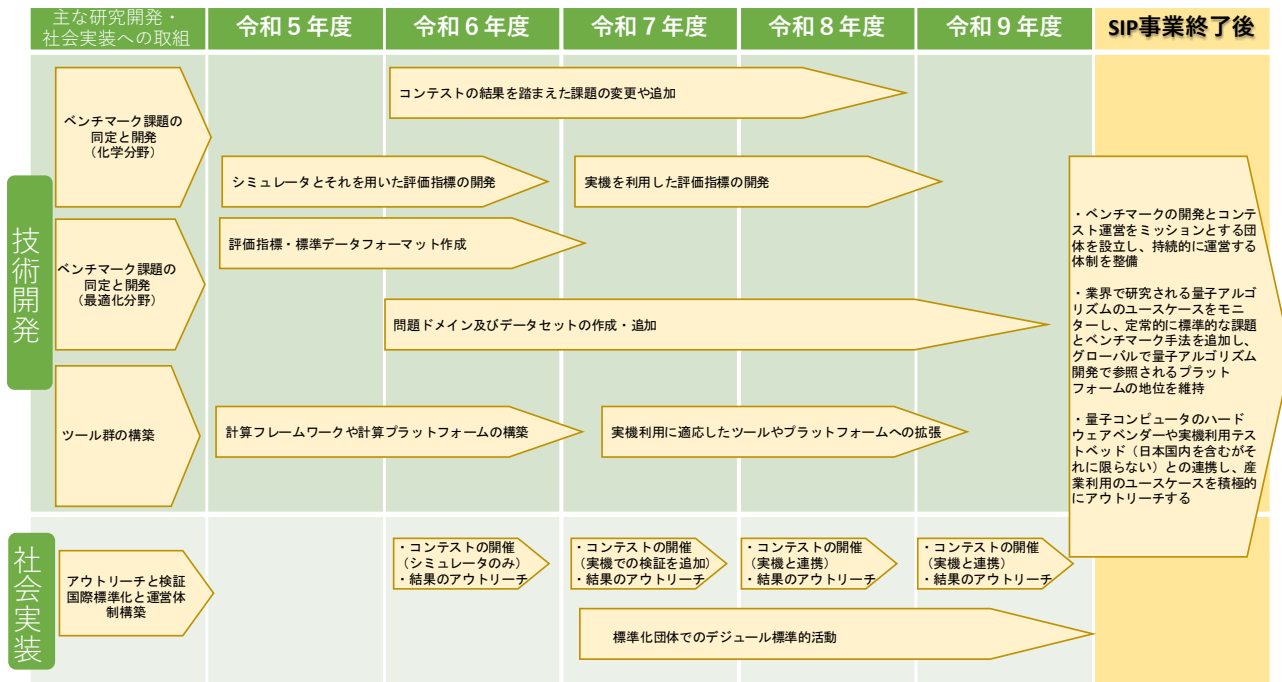 主な研究開発・
社会実装への取組
令和５年度
令和６年度
令和７年度
令和８年度
令和９年度
SIP事業終了後
技術開発
ベンチマーク課題の
同定と開発
（化学分野）
コンテストの結果を踏まえた課題の変更や追加
シミュレータとそれを用いた評価指標の開発
実機を利用した評価指標の開発
ベンチマーク課題の
同定と開発
（最適化分野）
評価指標・標準データフォーマット作成
問題ドメイン及びデータセットの作成・追加
ツール群の構築
計算フレームワークや計算プラットフォームの構築
実機利用に適応したツールやプラットフォームへの拡張
・ベンチマークの開発とコンテ
スト運営をミッションとする団
体を設立し、持続的に運営する
体制を整備
・業界で研究される量子アルゴ
リズムのユースケースをモニ
ターし、定常的に標準的な課題
とベンチマーク手法を追加し、
グローバルで量子アルゴリズム
開発で参照されるプラット
フォームの地位を維持
・量子コンピュータのハード
ウェアベンダーや実機利用テス
トベッド（日本国内を含むがそ
れに限らない）との連携し、産
業利用のユースケースを積極的
にアウトリーチする
社会実装
アウトリーチと検証
国際標準化と運営体
制構築
・コンテストの開催
（シミュレータのみ）
・結果のアウトリーチ
・コンテストの開催
（実機での検証を追加）
・結果のアウトリーチ
・コンテストの開催
（実機と連携）
・結果のアウトリーチ
・コンテストの開催
（実機と連携）
・結果のアウトリーチ
標準化団体でのデジュール標準的活動